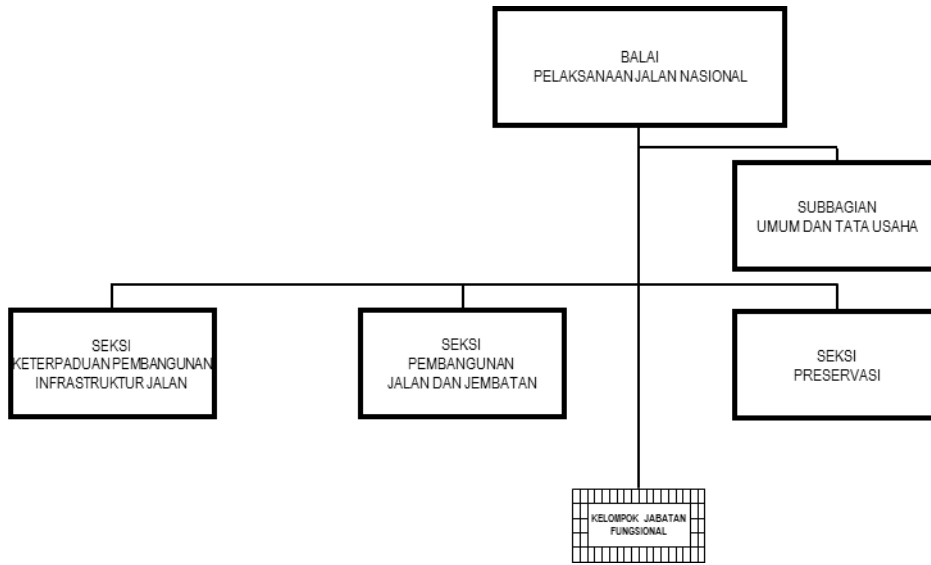 BALAI
PELAKSANAAN JALAN NASIONAL
SUBBAGIAN
UMUM DAN TATA USAHA
SEKSI
KETERPADUAN PEMBANGUNAN
INFRASTRUKTUR JALAN
SEKSI
PEMBANGUNAN
JALAN DAN JEMBATAN
SEKSI
PRESERVASI
KELOMPOK JABATAN
FUNGSIONAL